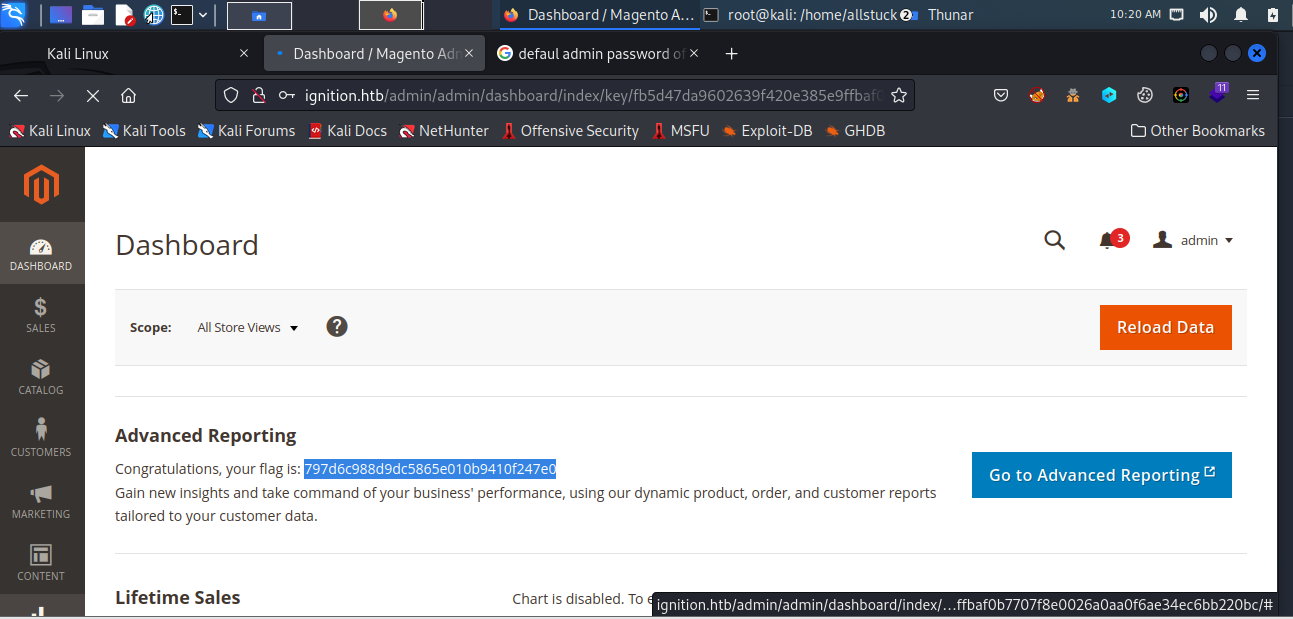 Dashboard / Magento A...
root@kali: /home/allstuck
2
Thunar
10:20 AM
Kali Linux
Dashboard / Magento Adm
defaul admin password of
ignition.htb/admin/admin/dashboard/index/key/fb5d47da9602639f420e385e9ffbaf0
11
Kali Linux
Kali Tools
Kali Forums
Kali Docs
NetHunter
Offensive Security
MSFU
Exploit-DB
GHDB
Other Bookmarks
DASHBOARD
SALES
CATALOG
CUSTOMERS
MARKETING
CONTENT
Dashboard
3
admin
Scope:
All Store Views
?
Reload Data
Advanced Reporting
Congratulations, your flag is: 797d6c988d9dc5865e010b9410f247e0
Gain new insights and take command of your business' performance, using our dynamic product, order, and customer reports
tailored to your customer data.
Go to Advanced Reporting
Lifetime Sales
Chart is disabled. To e
ignition.htb/admin/admin/dashboard/index/...ffbaf0b7707f8e0026a0aa0f6ae34ec6bb220bc/#